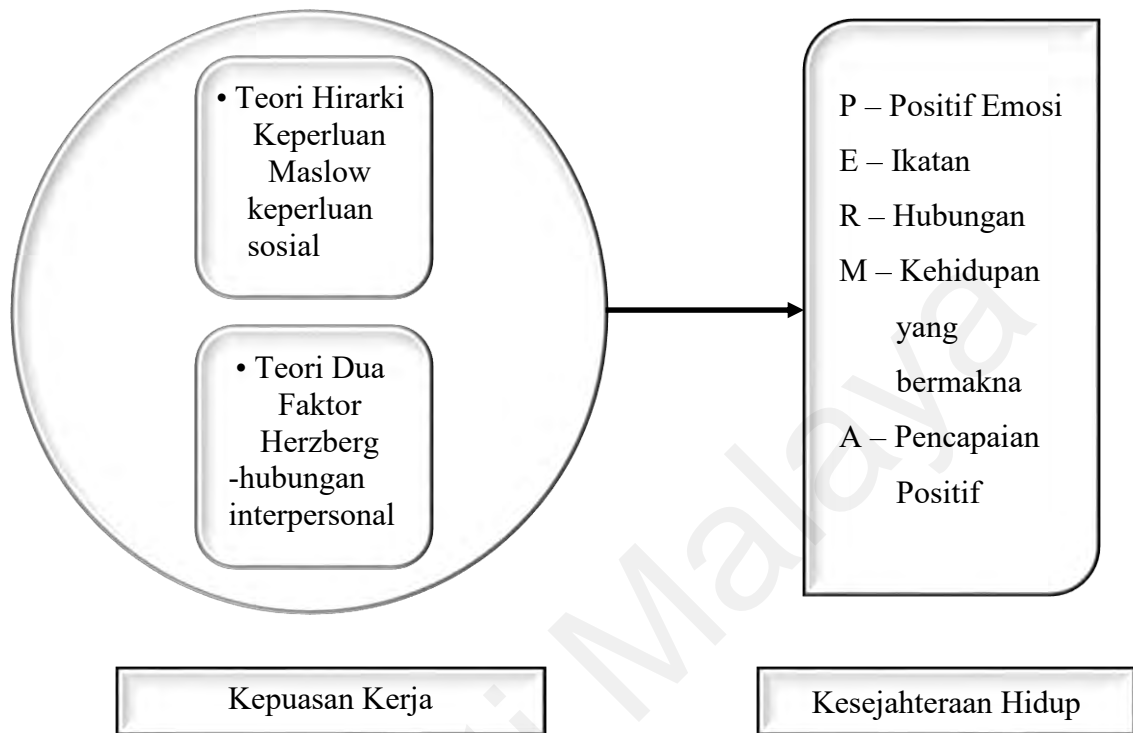 • Teori Hirarki
Keperluan
Maslow
keperluan
sosial
• Teori Dua
Faktor
Herzberg
-hubungan
interpersonal
P – Positif Emosi
E – Ikatan
R – Hubungan
M – Kehidupan
yang
bermakna
A – Pencapaian
Positif
Kepuasan Kerja
Kesejahteraan Hidup
Malaya